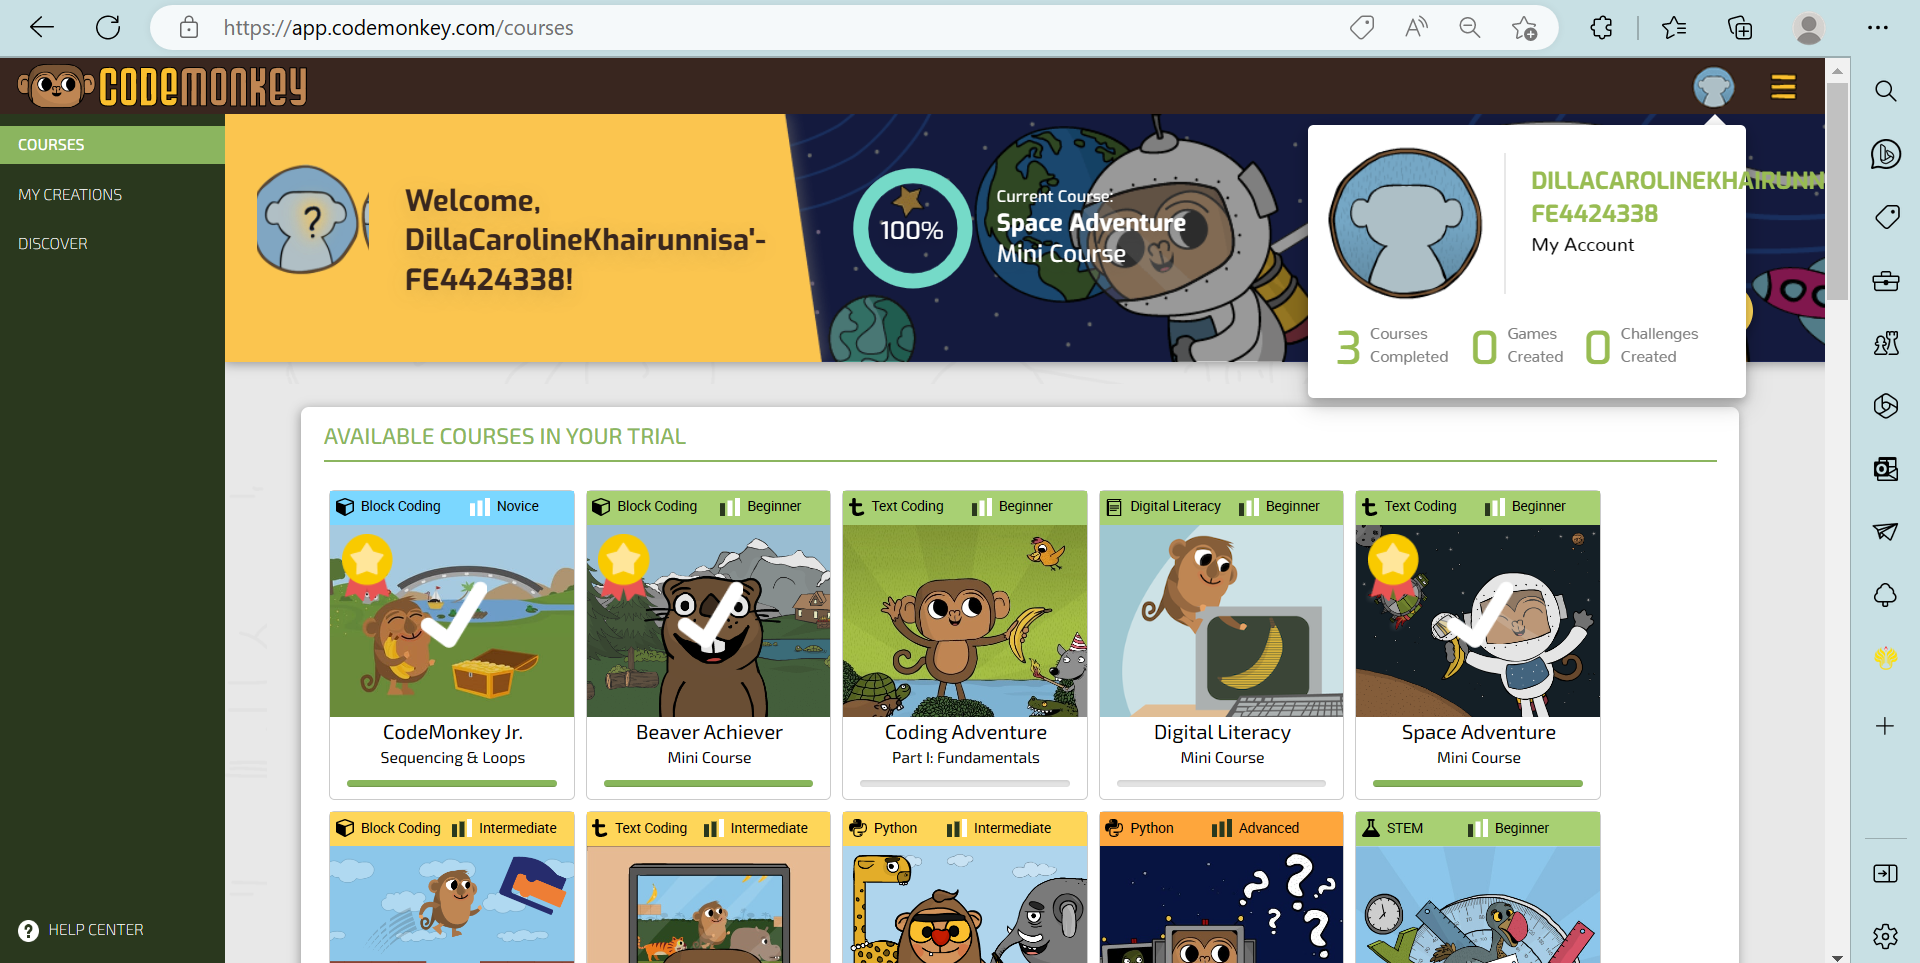 https://app.codemonkey.com/courses
CODEMONKEY
COURSES
MY CREATIONS
DISCOVER
HELP CENTER
?
Welcome,
DillaCarolineKhairunnisa'-
FE4424338!
100%
Current Course:
Space Adventure
Mini Course
DILLACAROLINEKHAIRUNN
FE4424338
My Account
3 Courses Completed
0 Games Created
0 Challenges Created
AVAILABLE COURSES IN YOUR TRIAL
Block Coding Novice
CodeMonkey Jr.
Sequencing & Loops
Block Coding Beginner
Beaver Achiever
Mini Course
Text Coding Beginner
Coding Adventure
Part I: Fundamentals
Digital Literacy Beginner
Digital Literacy
Mini Course
Text Coding Beginner
Space Adventure
Mini Course
Block Coding Intermediate
Text Coding Intermediate
Python Intermediate
Python Advanced
STEM Beginner